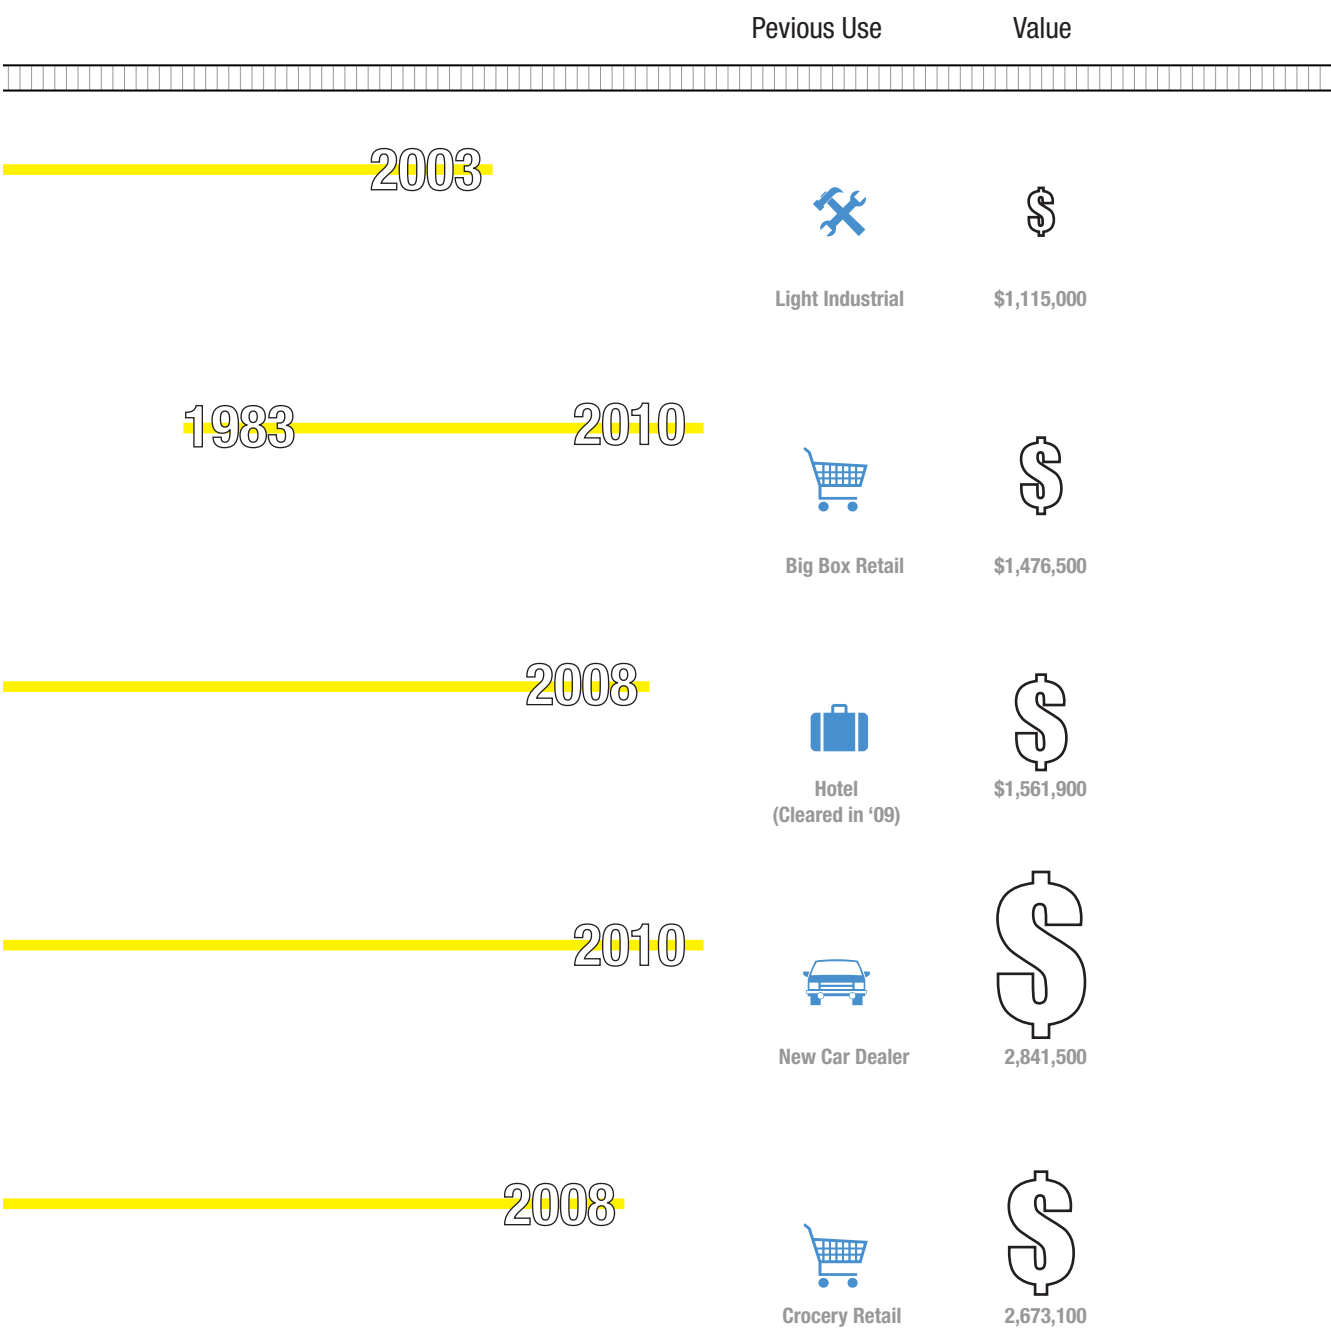 Pevious Use Value
2003
$
Light Industrial $1,115,000
1983 2010
$
Big Box Retail $1,476,500
2008
$
Hotel $1,561,900
(Cleared in ‘09)
2010
$
New Car Dealer 2,841,500
2008
$
Crocery Retail 2,673,100